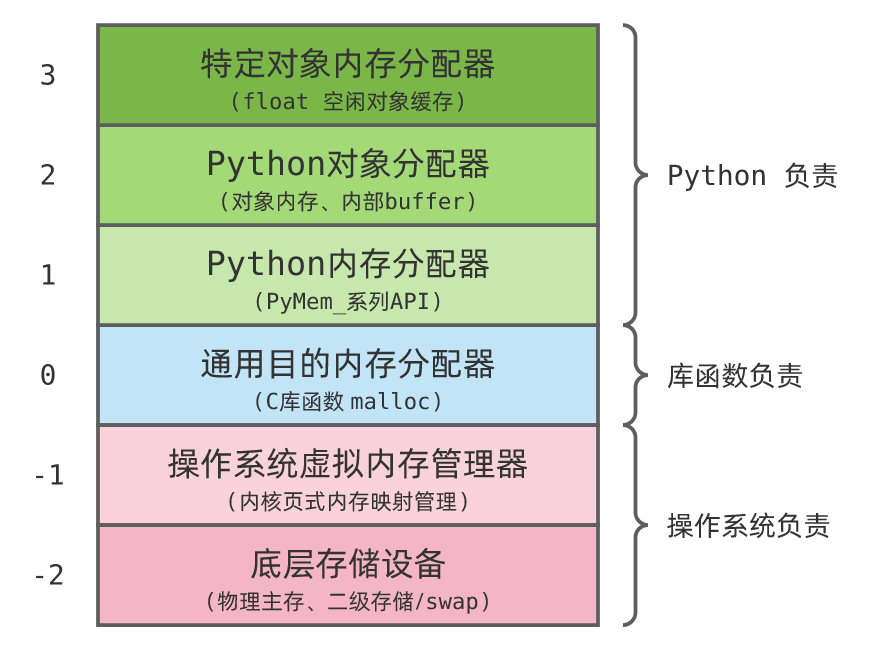 3
特定对象内存分配器
(float 空闲对象缓存)
2
Python对象分配器
(对象内存、内部buffer)
Python 负责
1
Python内存分配器
(PyMem_系列API)
0
通用目的内存分配器
(C库函数 malloc)
库函数负责
-1
操作系统虚拟内存管理器
(内核页式内存映射管理)
操作系统负责
-2
底层存储设备
(物理主存、二级存储/swap)